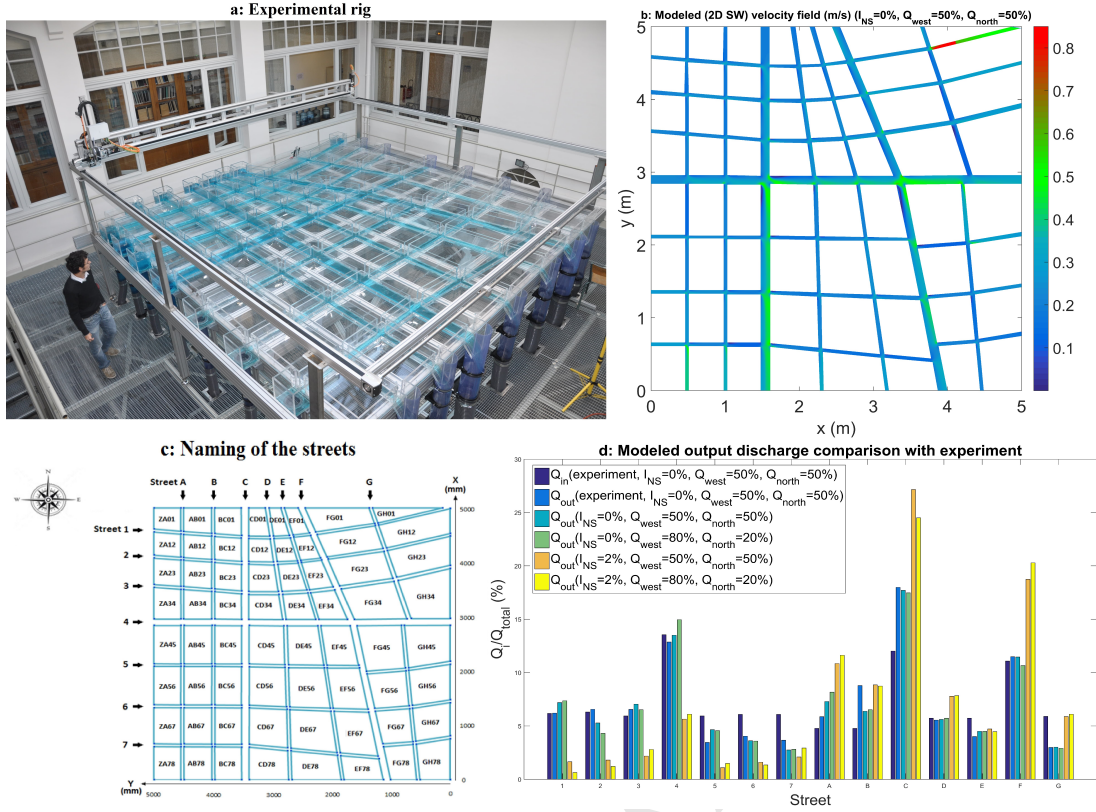 a: Experimental rig
b: Modeled (2D SW) velocity field (m/s) (I_NS=0%, Q_west=50%, Q_north=50%)
5
4
3
2
1
0
y (m)
0 1 2 3 4 5
x (m)
0.8
0.7
0.6
0.5
0.4
0.3
0.2
0.1
c: Naming of the streets
N
W E
S
Street A B C D E F G
X
(mm)
Street 1
2
3
4
5
6
7
ZA01 AB01 BC01 CD01 DE01 EF01 FG01 GH01
ZA12 AB12 BC12 CD12 DE12 EF12 FG12 GH12
ZA23 AB23 BC23 CD23 DE23 EF23 FG23 GH23
ZA34 AB34 BC34 CD34 DE34 EF34 FG34 GH34
ZA45 AB45 BC45 CD45 DE45 EF45 FG45 GH45
ZA56 AB56 BC56 CD56 DE56 EF56 FG56 GH56
ZA67 AB67 BC67 CD67 DE67 EF67 FG67 GH67
ZA78 AB78 BC78 CD78 DE78 EF78 FG78 GH78
5000
4000
3000
2000
1000
0
Y
(mm)
5000 4000 3000 2000 1000 0
d: Modeled output discharge comparison with experiment
30
25
20
15
10
5
0
Q_i/Q_total (%)
Q_in(experiment, I_NS=0%, Q_west=50%, Q_north=50%)
Q_out(experiment, I_NS=0%, Q_west=50%, Q_north=50%)
Q_out(I_NS=0%, Q_west=50%, Q_north=50%)
Q_out(I_NS=0%, Q_west=80%, Q_north=20%)
Q_out(I_NS=2%, Q_west=50%, Q_north=50%)
Q_out(I_NS=2%, Q_west=80%, Q_north=20%)
1 2 3 4 5 6 7 A B C D E F G
Street